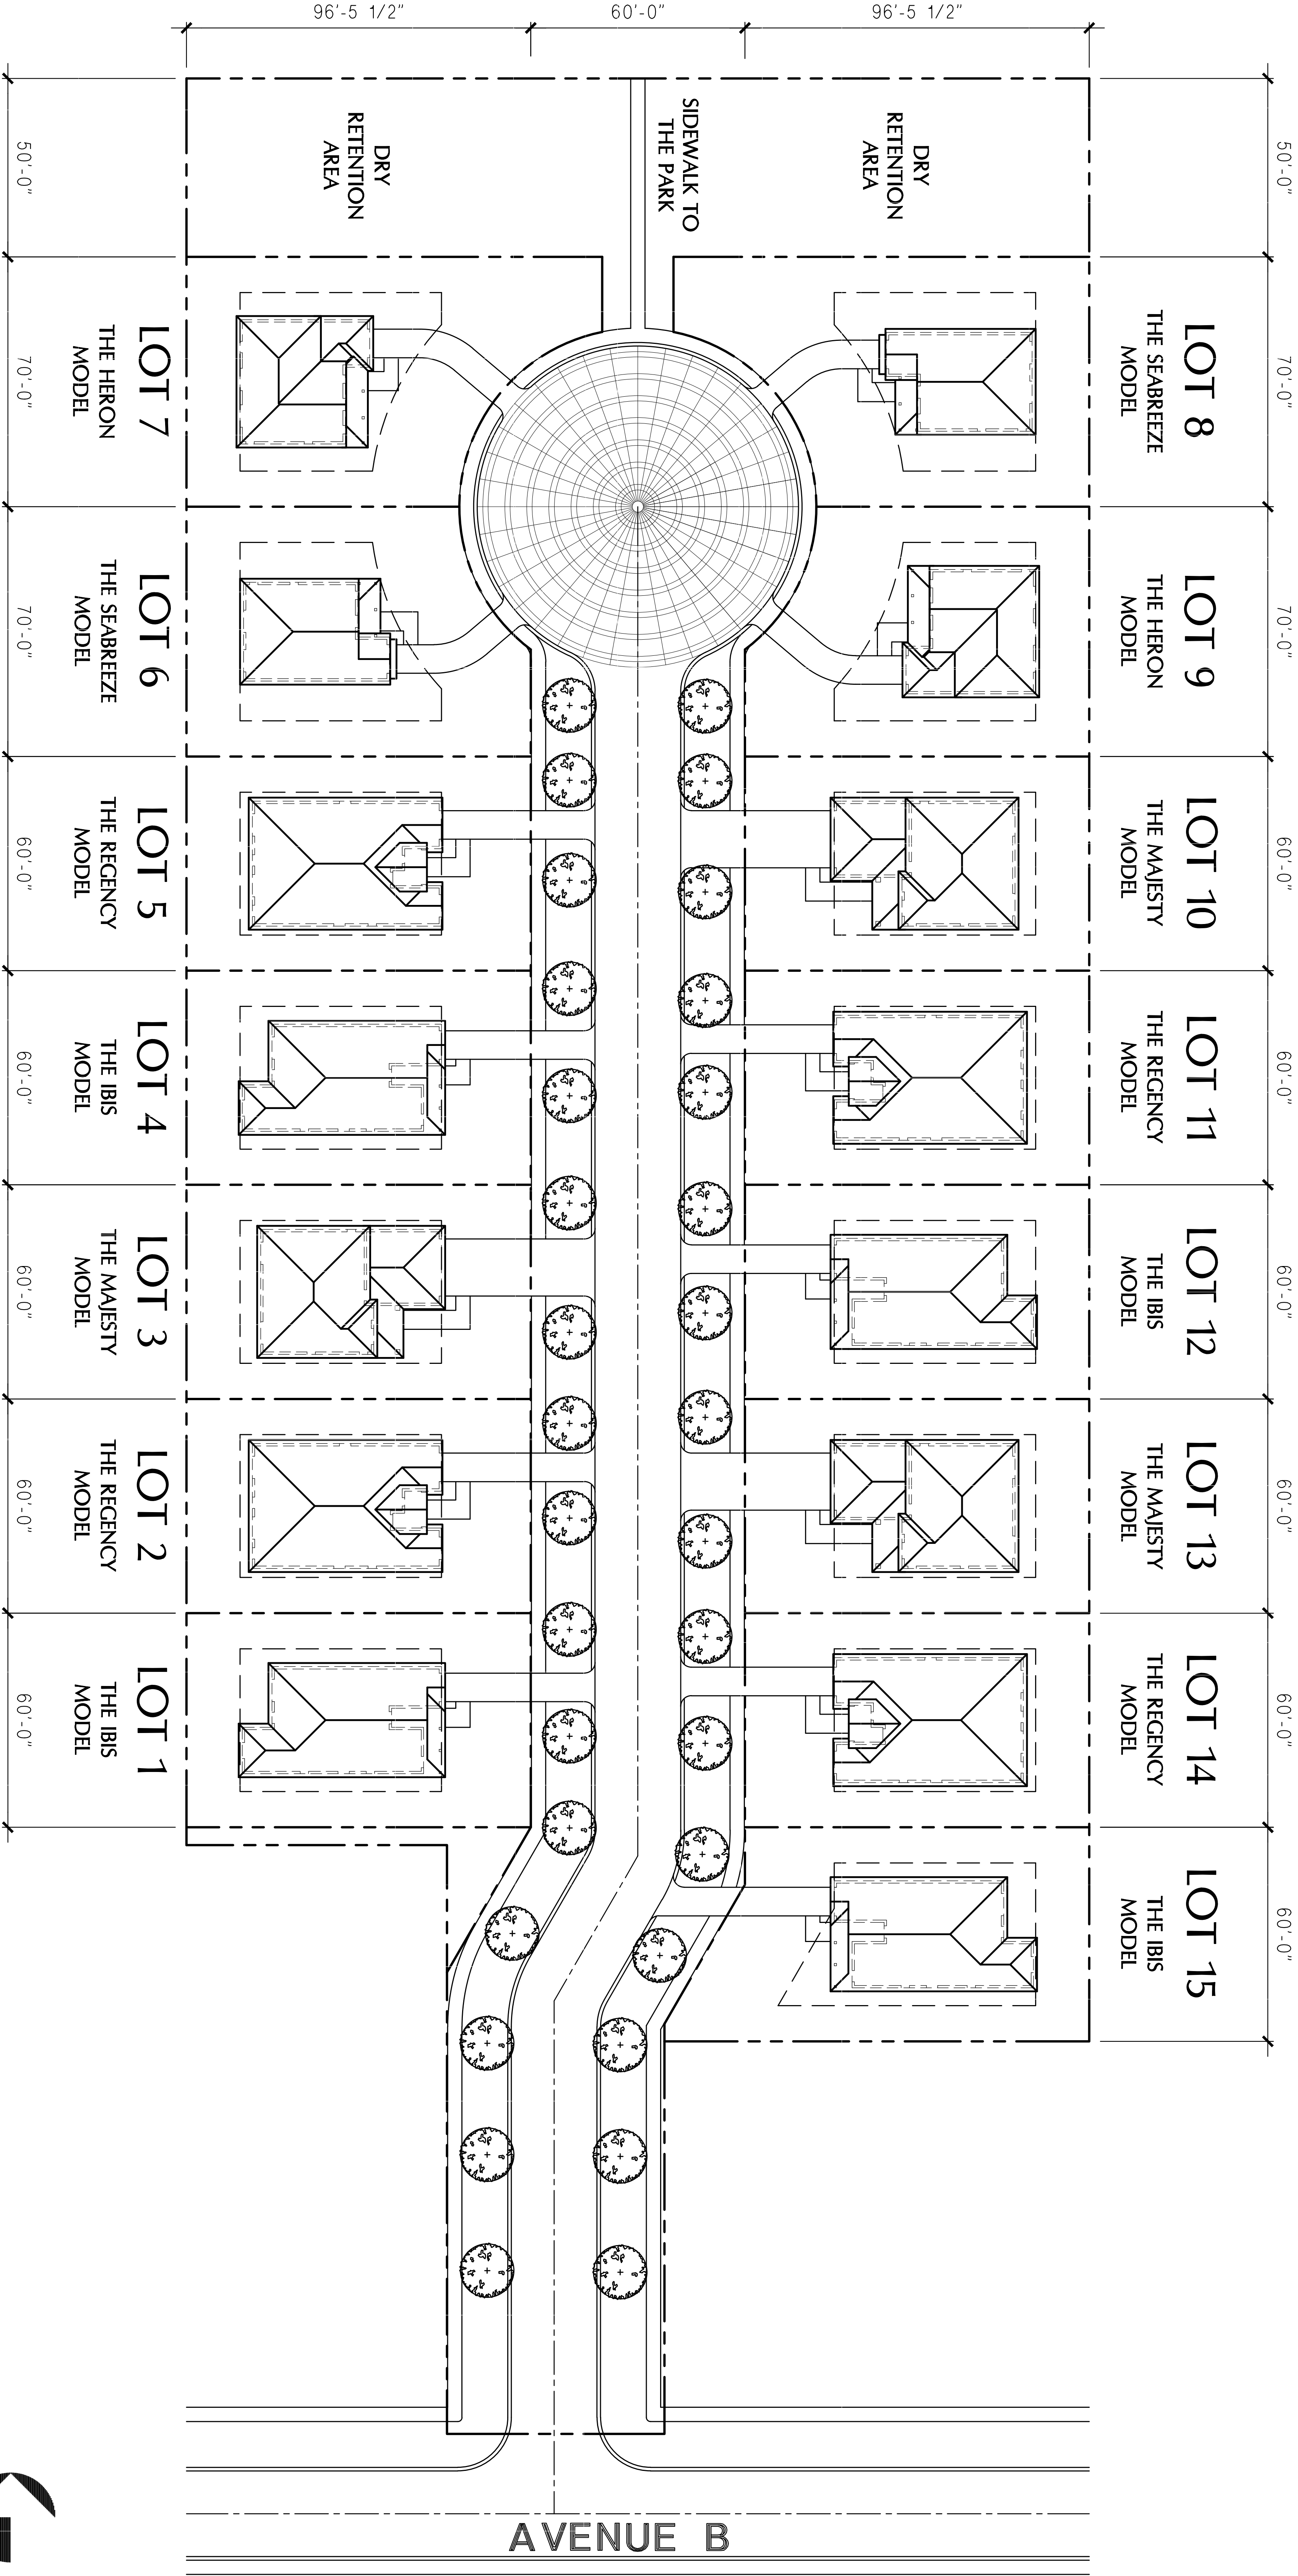 96'-5 1/2"
60'-0"
96'-5 1/2"
50'-0"
70'-0"
70'-0"
60'-0"
60'-0"
60'-0"
60'-0"
60'-0"
60'-0"
LOT 8
THE SEABREEZE
MODEL
LOT 9
THE HERON
MODEL
LOT 10
THE MAJESTY
MODEL
LOT 11
THE REGENCY
MODEL
LOT 12
THE IBIS
MODEL
LOT 13
THE MAJESTY
MODEL
LOT 14
THE REGENCY
MODEL
LOT 15
THE IBIS
MODEL
DRY
RETENTION
AREA
SIDEWALK TO
THE PARK
DRY
RETENTION
AREA
LOT 7
THE HERON
MODEL
LOT 6
THE SEABREEZE
MODEL
LOT 5
THE REGENCY
MODEL
LOT 4
THE IBIS
MODEL
LOT 3
THE MAJESTY
MODEL
LOT 2
THE REGENCY
MODEL
LOT 1
THE IBIS
MODEL
50'-0"
70'-0"
70'-0"
60'-0"
60'-0"
60'-0"
60'-0"
60'-0"
AVENUE B